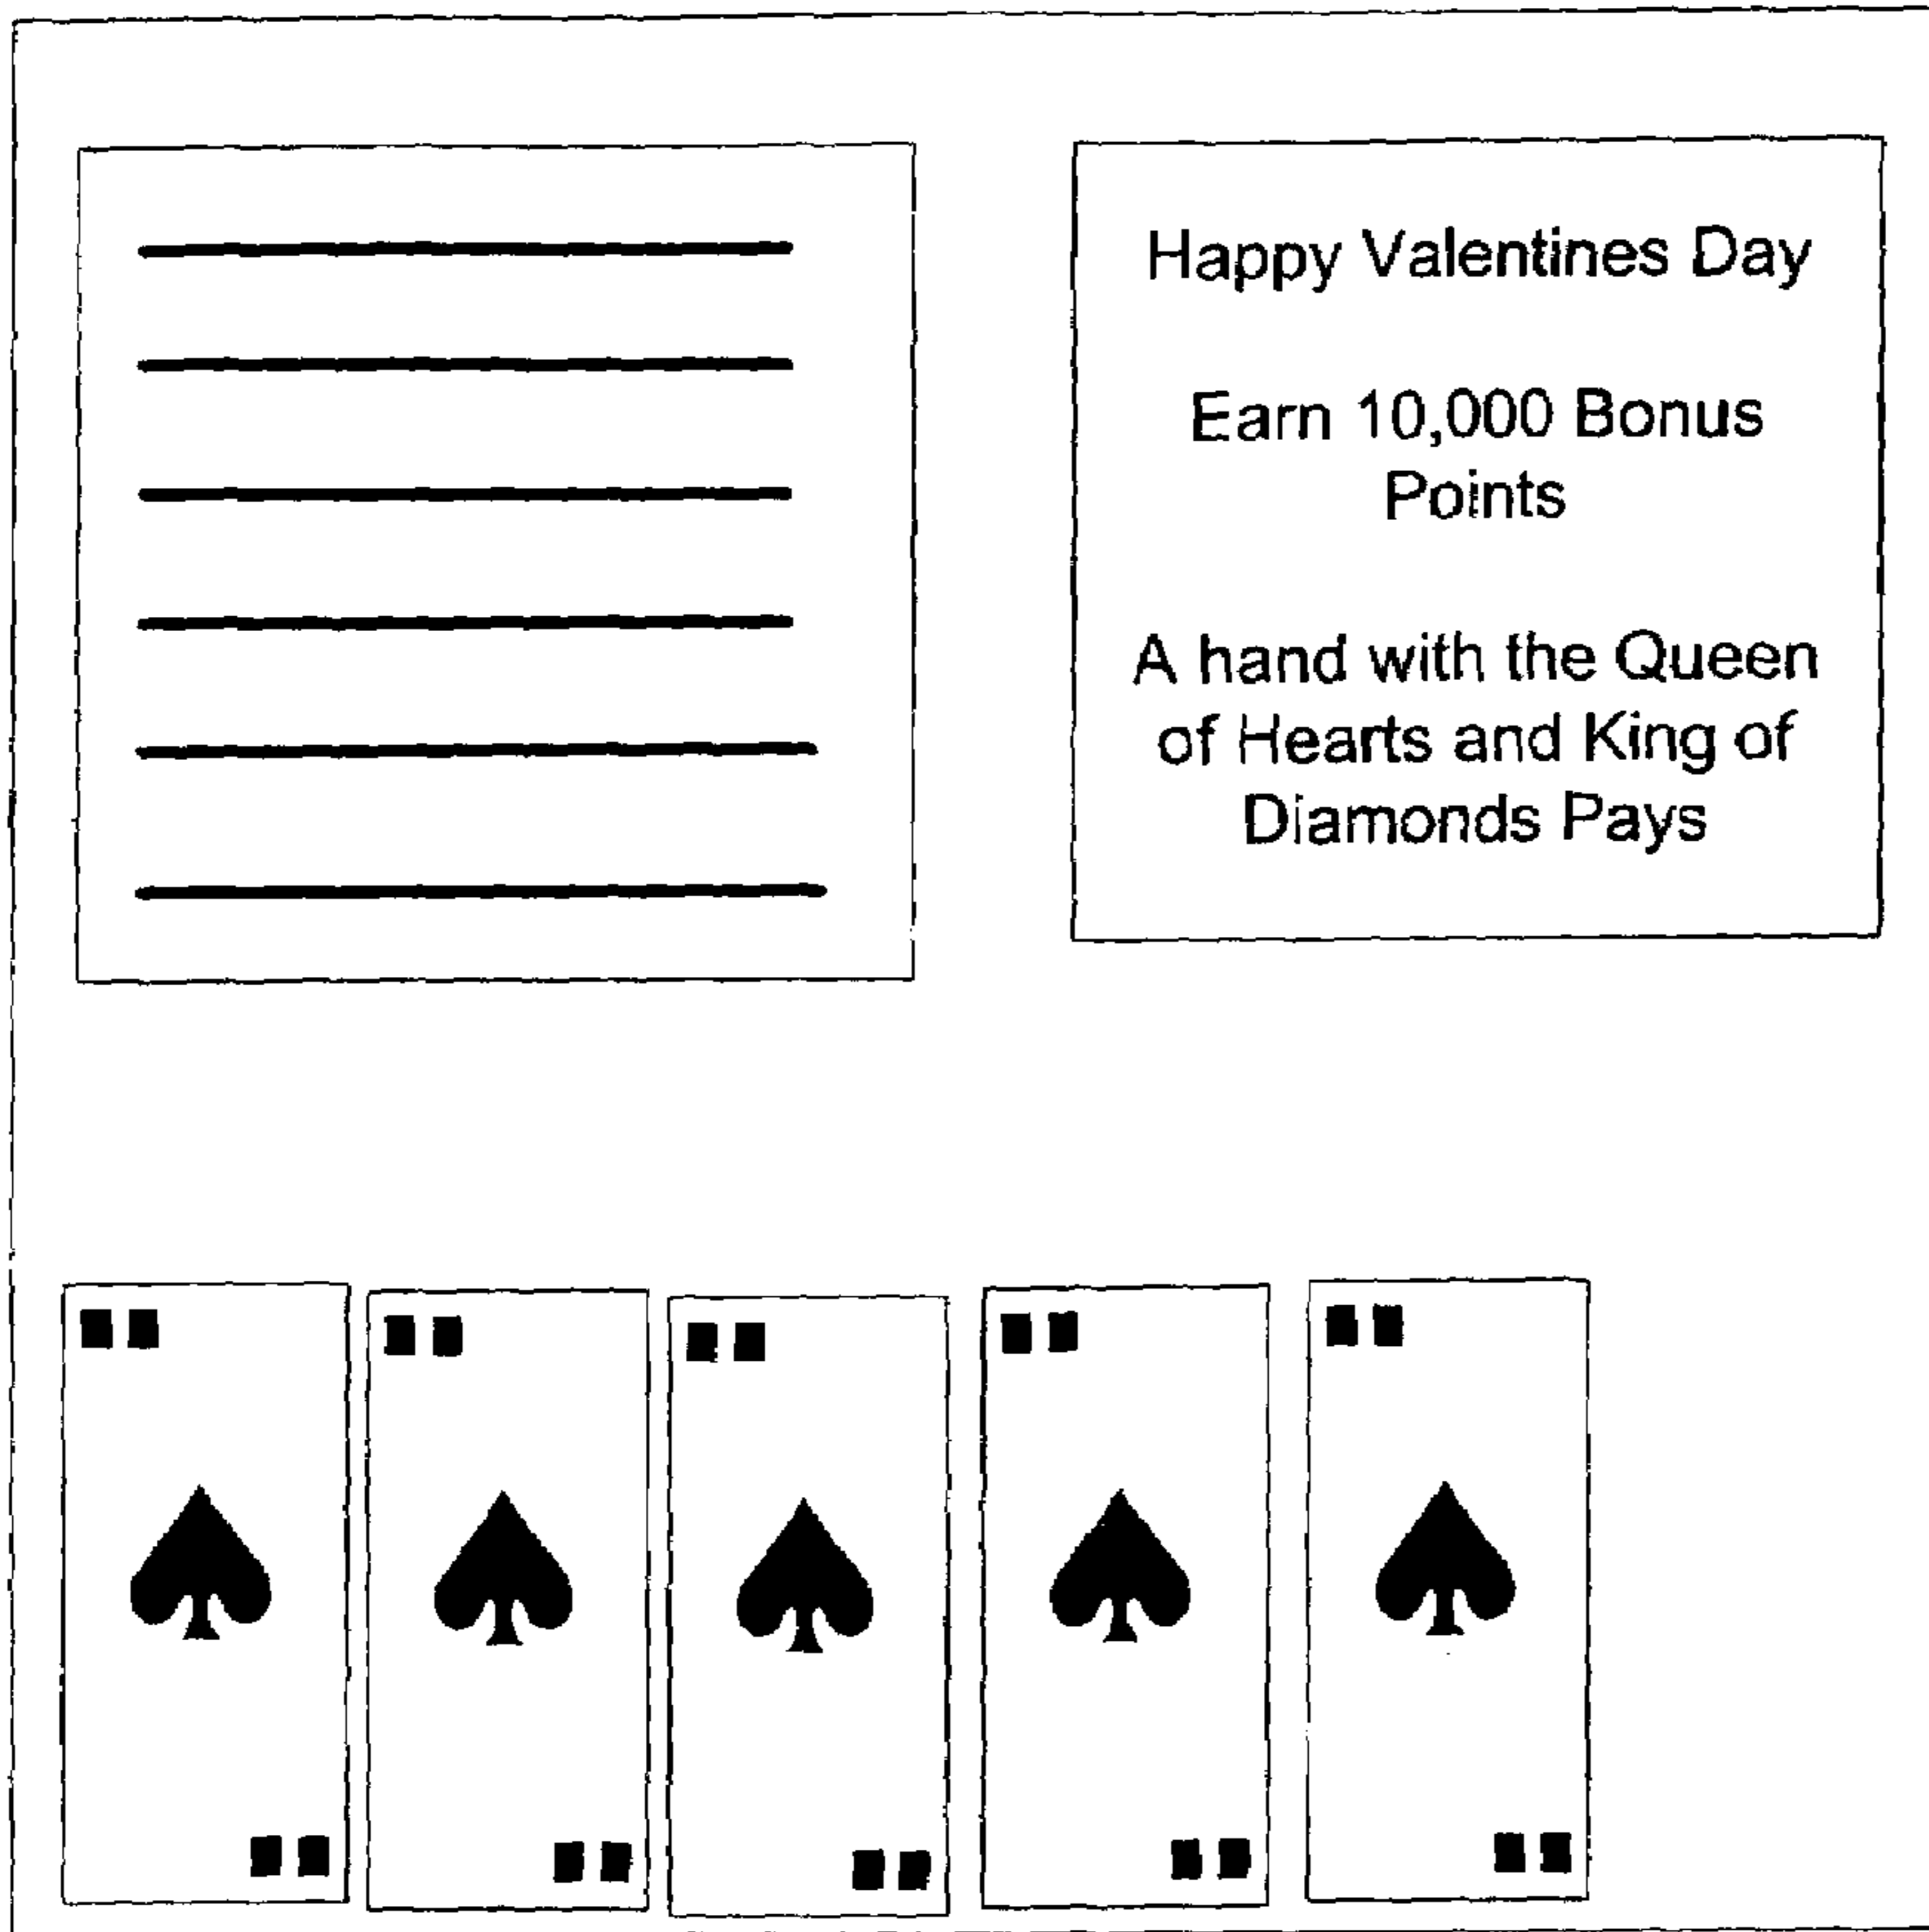 Happy Valentines Day
Earn 10,000 Bonus
Points
A hand with the Queen
of Hearts and King of
Diamonds Pays